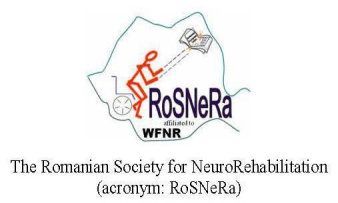 RoSNeRa
affiliated to
WFNR
The Romanian Society for NeuroRehabilitation
(acronym: RoSNeRa)